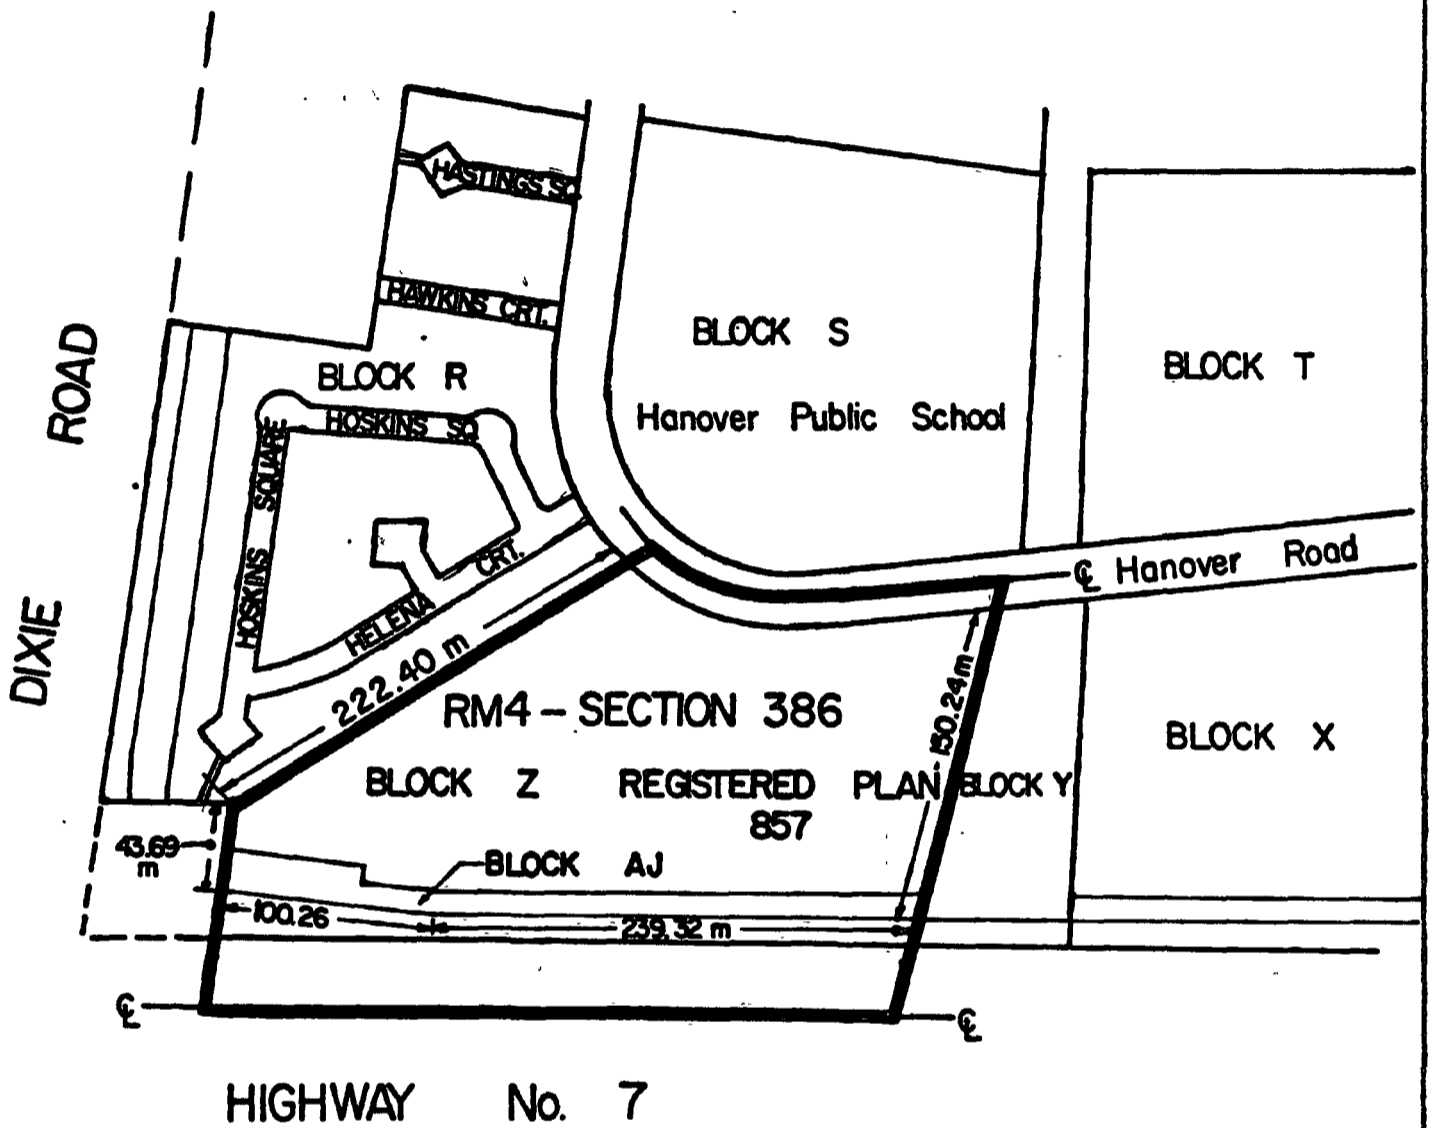 HASTINGS SQ.
HAWKINS CRT.
BLOCK S
BLOCK T
ROAD
BLOCK R
Hanover Public School
HOSKINS SQ.
HOSKINS SQUARE
CRT.
℄ Hanover Road
DIXIE
HELENA
222.40 m
150.24 m
RM4 – SECTION 386
BLOCK X
BLOCK Z REGISTERED PLAN BLOCK Y
857
43.69
m
BLOCK AJ
100.26
239.32 m
℄
℄
HIGHWAY No. 7